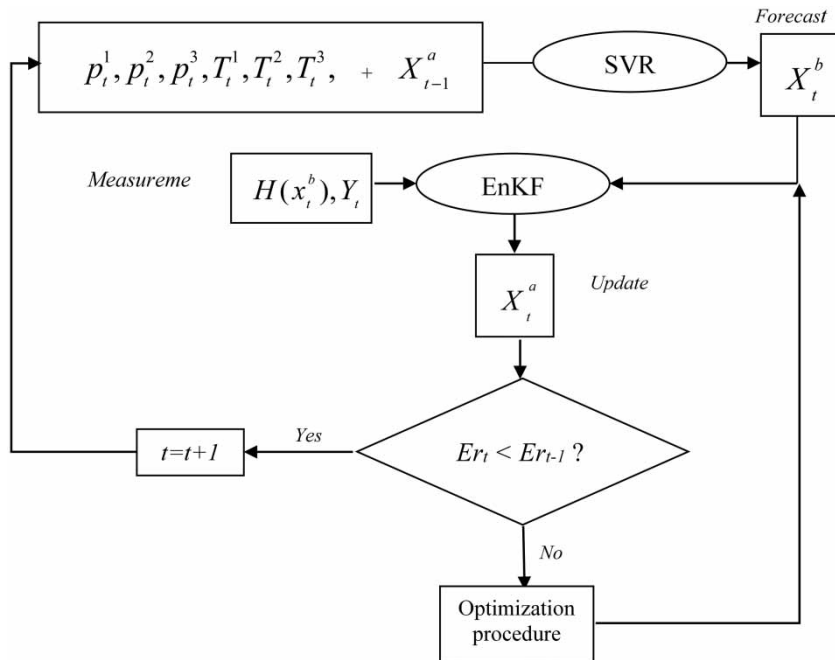 Forecast
p_t^1, p_t^2, p_t^3, T_t^1, T_t^2, T_t^3, + X_{t-1}^a
SVR
X_t^b
Measureme
H(x_t^b), Y_t
EnKF
X_t^a
Update
t=t+1
Yes
Er_t < Er_{t-1} ?
No
Optimization
procedure